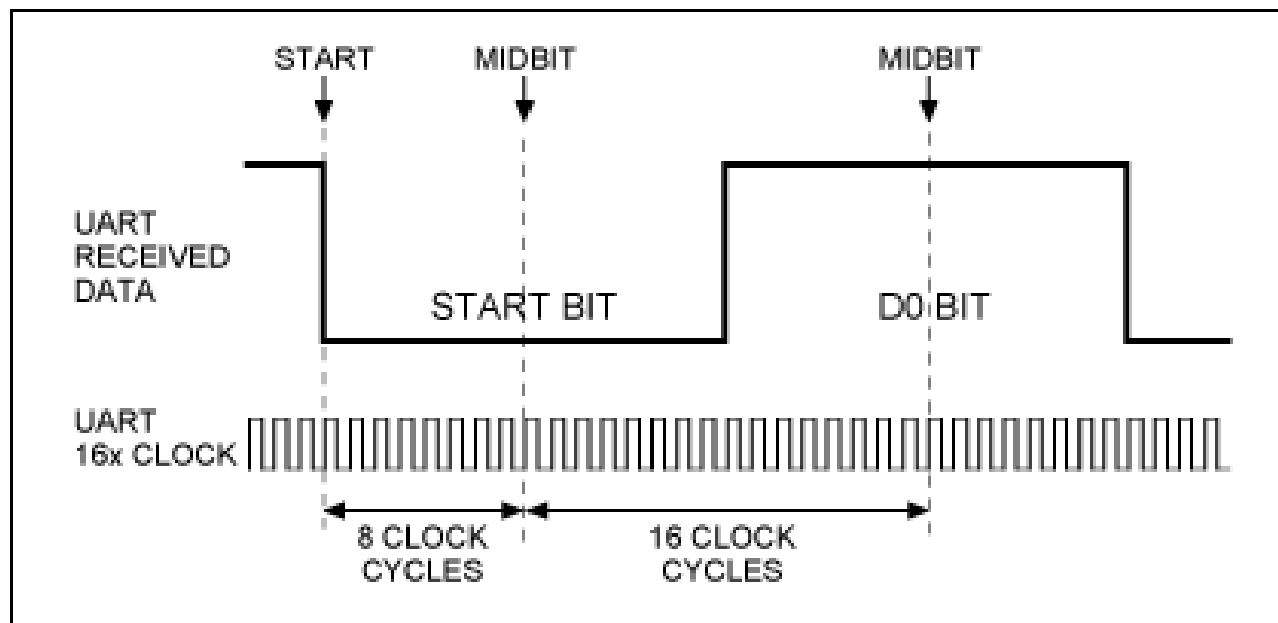 START
MIDBIT
MIDBIT
UART
RECEIVED
DATA
START BIT
D0 BIT
UART
16x CLOCK
8 CLOCK
CYCLES
16 CLOCK
CYCLES